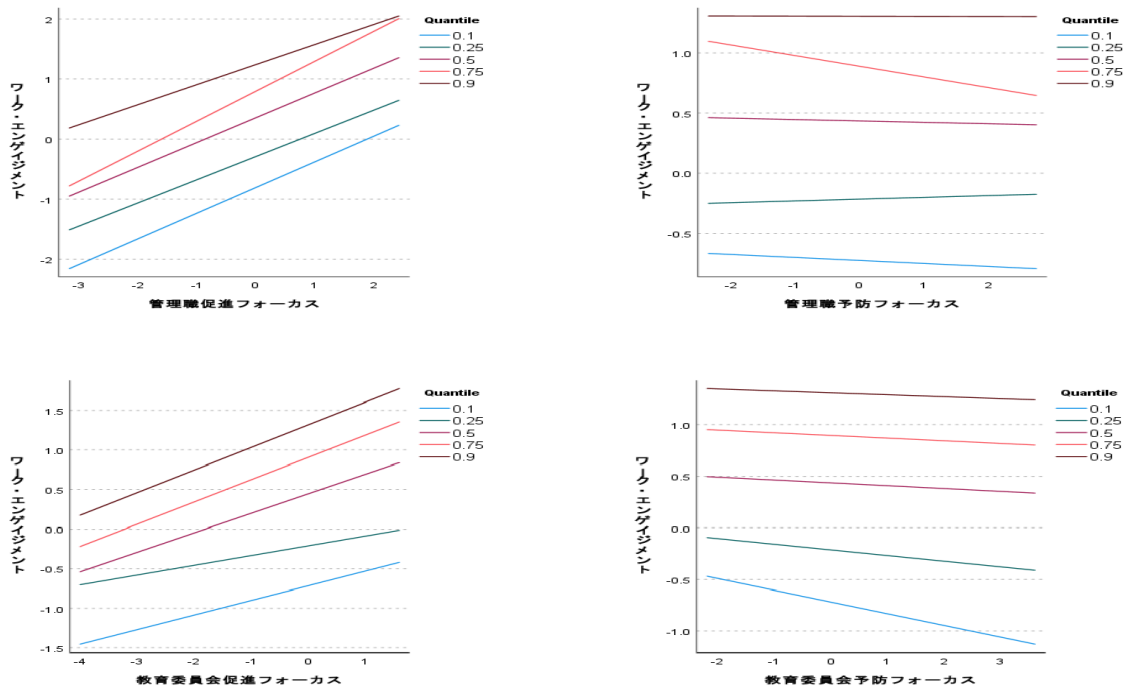 Quantile
0.1
0.25
0.5
0.75
0.9
ワーク・エンゲイジメント
2
1
0
-1
-2
-3 -2 -1 0 1 2
管理職促進フォーカス
Quantile
0.1
0.25
0.5
0.75
0.9
ワーク・エンゲイジメント
1.0
0.5
0.0
-0.5
-2 -1 0 1 2
管理職予防フォーカス
Quantile
0.1
0.25
0.5
0.75
0.9
ワーク・エンゲイジメント
1.5
1.0
0.5
0.0
-0.5
-1.0
-1.5
-4 -3 -2 -1 0 1
教育委員会促進フォーカス
Quantile
0.1
0.25
0.5
0.75
0.9
ワーク・エンゲイジメント
1.0
0.5
0.0
-0.5
-1.0
-2 -1 0 1 2 3
教育委員会予防フォーカス